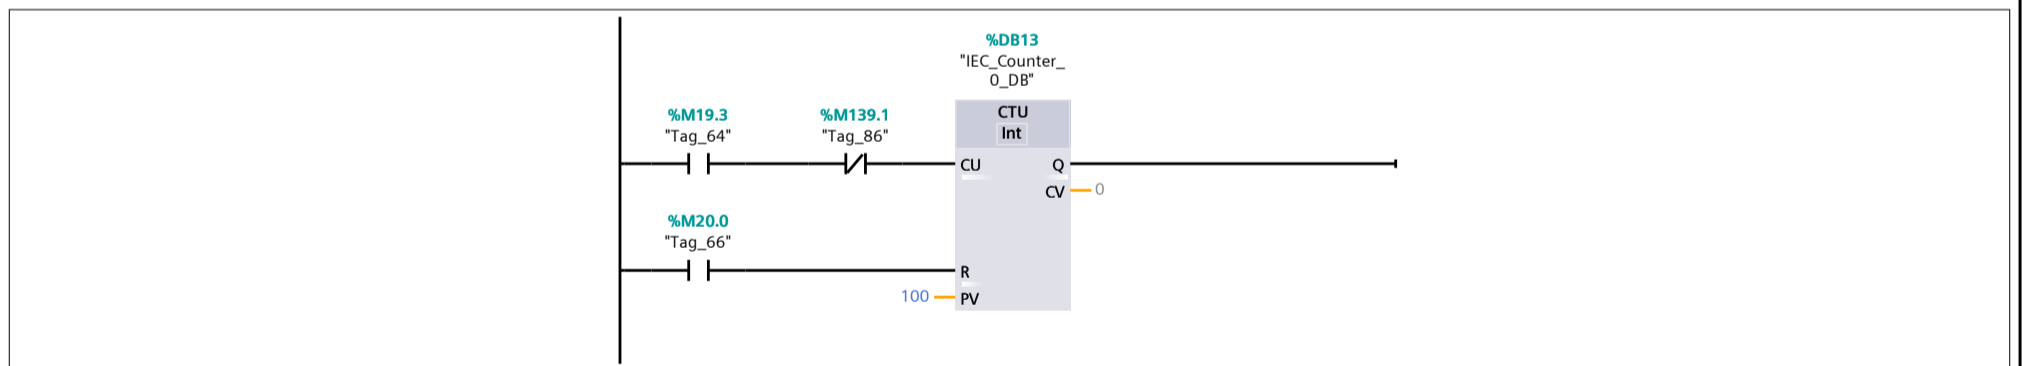 %DB13
"IEC_Counter_
0_DB"
CTU
Int
%M19.3
"Tag_64"
%M139.1
"Tag_86"
CU
Q
CV
0
%M20.0
"Tag_66"
R
100
PV